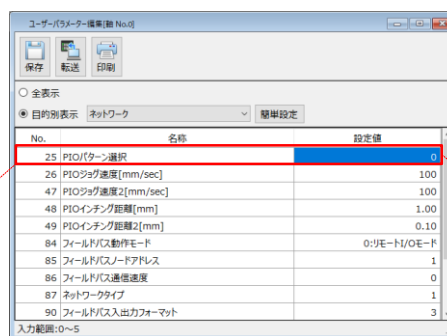 ユーザーパラメーター編集[軸 No.0]
保存 転送 印刷
全表示
目的別表示 ネットワーク 簡単設定
No. 名称 設定値
25 PIOパターン選択 0
26 PIOジョグ速度[mm/sec] 100
47 PIOジョグ速度2[mm/sec] 100
48 PIOインチング距離[mm] 1.00
49 PIOインチング距離2[mm] 0.10
84 フィールドバス動作モード 0:リモートI/Oモード
85 フィールドバスノードアドレス 1
86 フィールドバス通信速度 0
87 ネットワークタイプ 1
90 フィールドバス入出力フォーマット 3
入力範囲:0～5